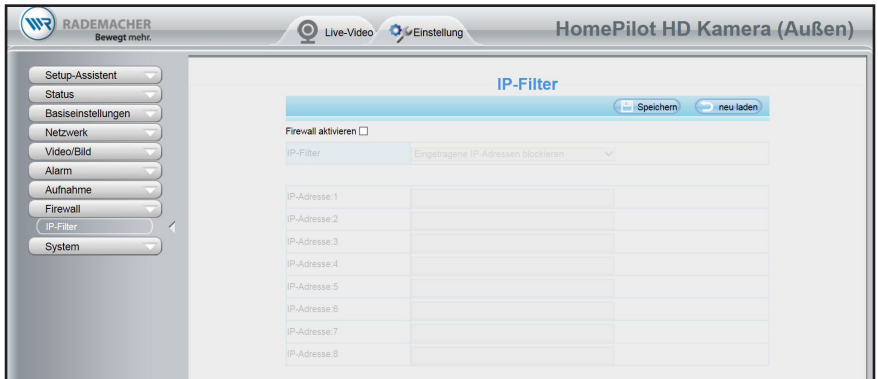 RADEMACHER
Bewegt mehr.
Live-Video
Einstellung
HomePilot HD Kamera (Außen)
Setup-Assistent
Status
Basiseinstellungen
Netzwerk
Video/Bild
Alarm
Aufnahme
Firewall
IP-Filter
System
IP-Filter
Speichern
neu laden
Firewall aktivieren
IP-Filter
Eingetragene IP-Adressen blockieren
IP-Adresse:1
IP-Adresse:2
IP-Adresse:3
IP-Adresse:4
IP-Adresse:5
IP-Adresse:6
IP-Adresse:7
IP-Adresse:8